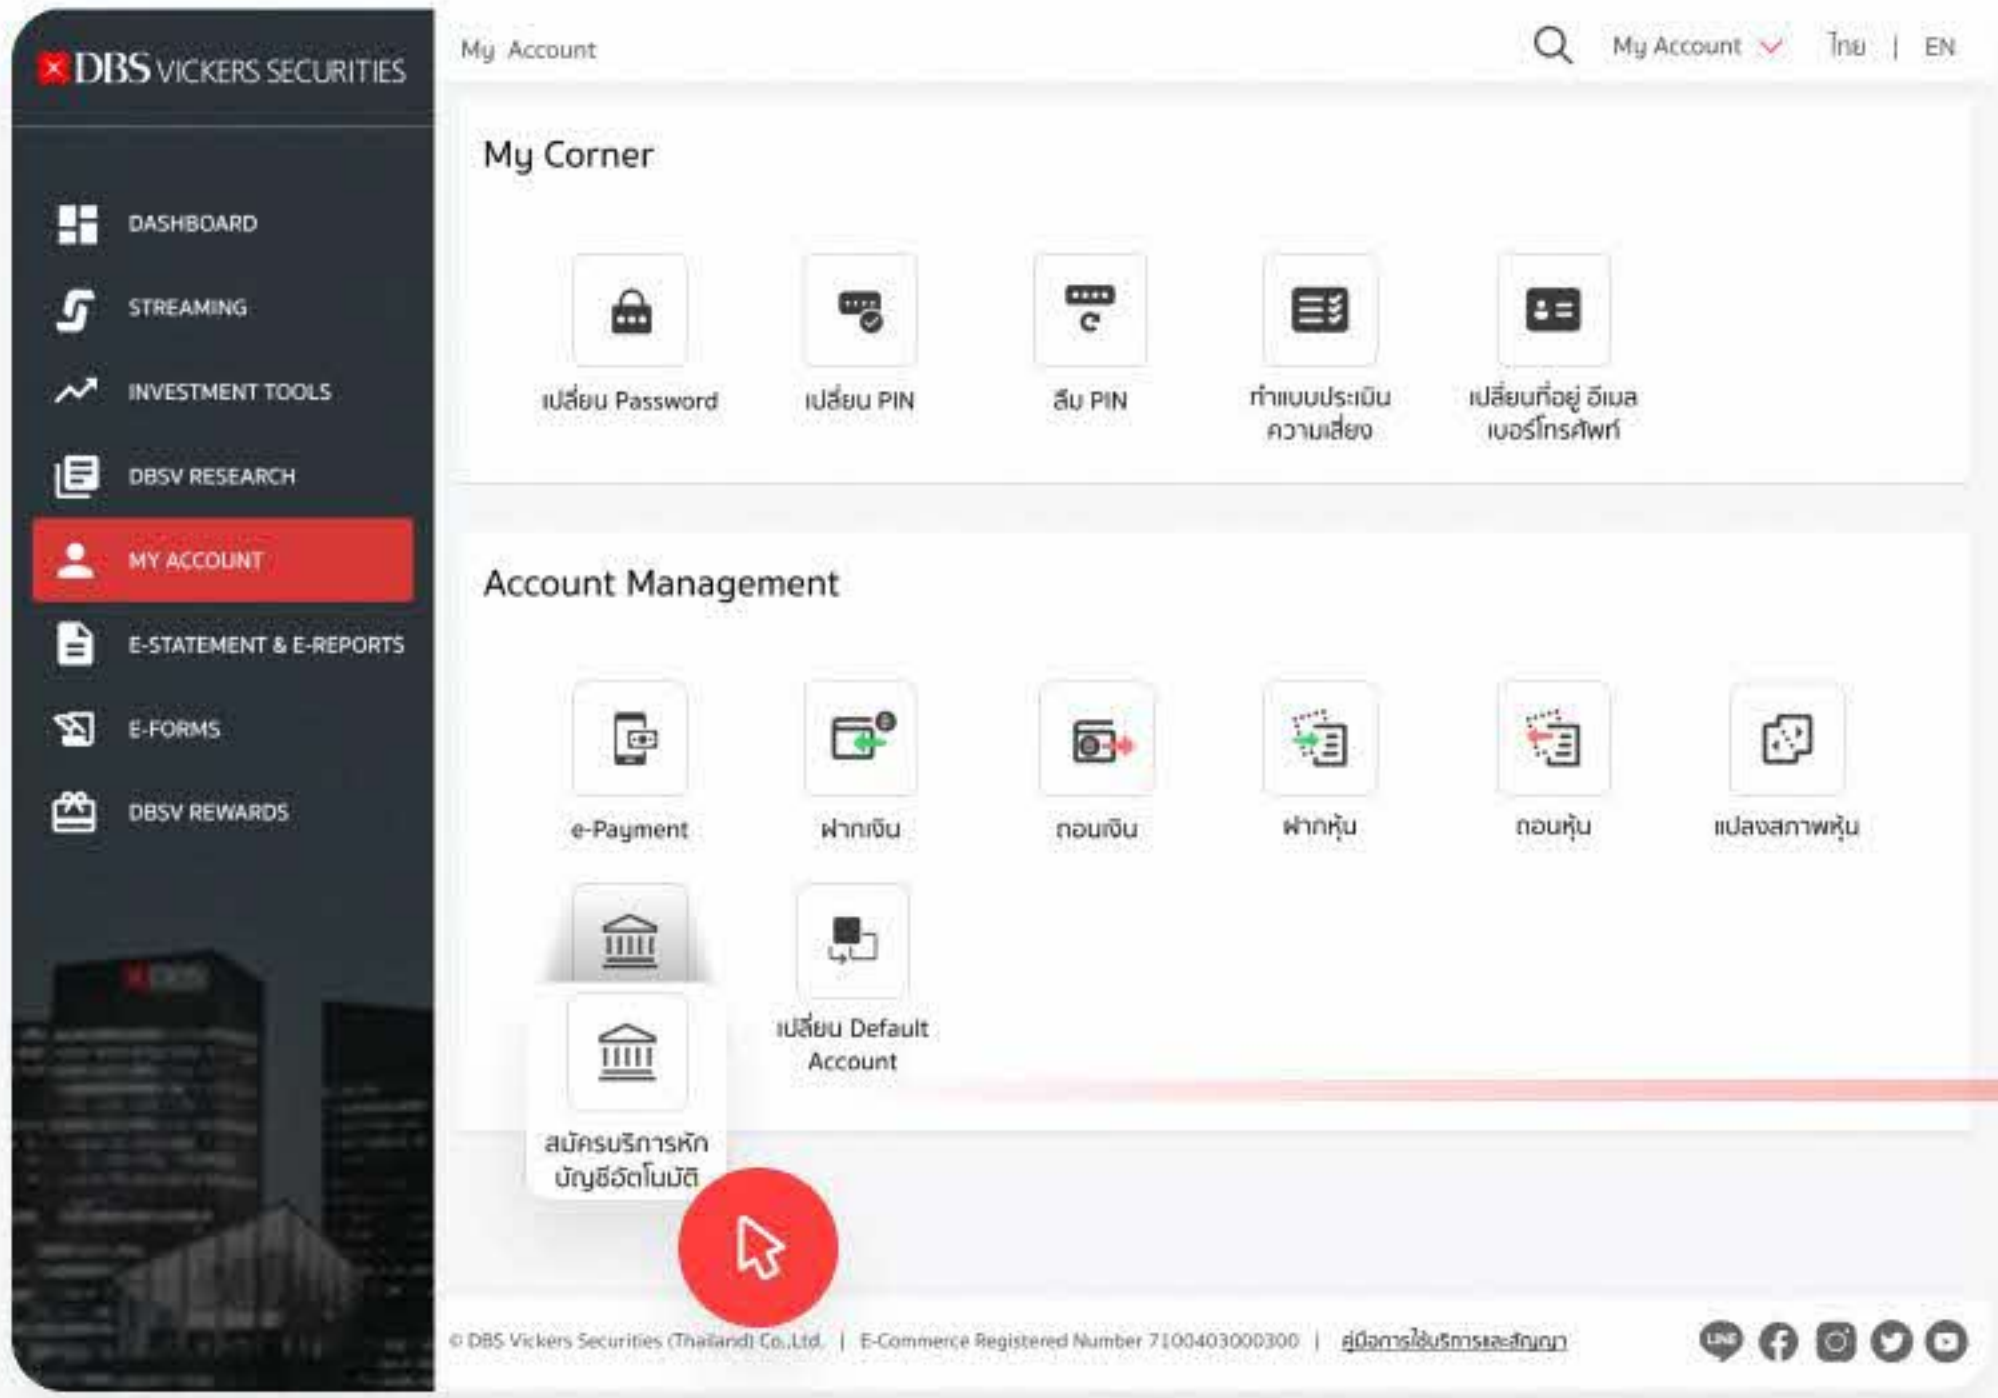 DBS VICKERS SECURITIES
My Account
My Account
ไทย | EN
DASHBOARD
STREAMING
INVESTMENT TOOLS
DBSV RESEARCH
MY ACCOUNT
E-STATEMENT & E-REPORTS
E-FORMS
DBSV REWARDS
DBS
My Corner
เปลี่ยน Password
เปลี่ยน PIN
ลืม PIN
ทำแบบประเมิน
ความเสี่ยง
เปลี่ยนที่อยู่ อีเมล
เบอร์โทรศัพท์
Account Management
e-Payment
ฝากเงิน
ถอนเงิน
ฝากหุ้น
ถอนหุ้น
แปลงสภาพหุ้น
สมัครบริการหัก
บัญชีอัตโนมัติ
เปลี่ยน Default
Account
© DBS Vickers Securities (Thailand) Co.,Ltd. | E-Commerce Registered Number 7100403000300 | คู่มือการใช้บริการและสัญญา
LINE